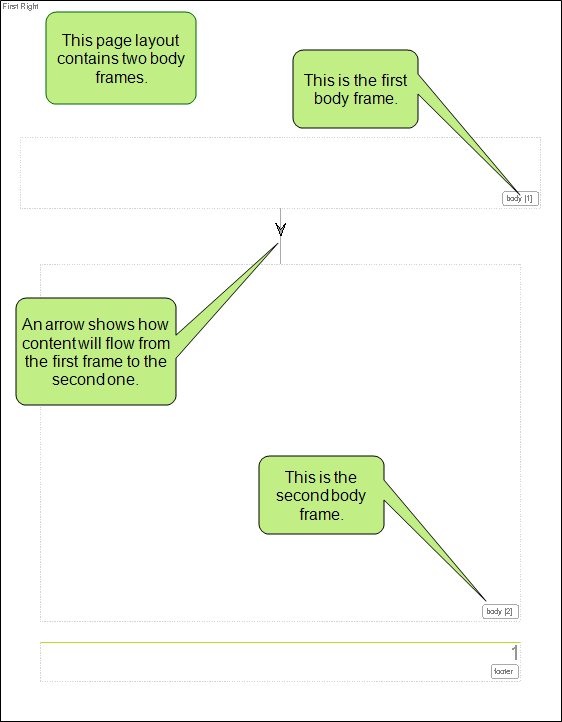 First Right
This page layout
contains two body
frames.
This is the first
body frame.
body [1]
An arrow shows how
content will flow from
the first frame to the
second one.
This is the
second body
frame.
body [2]
1
footer